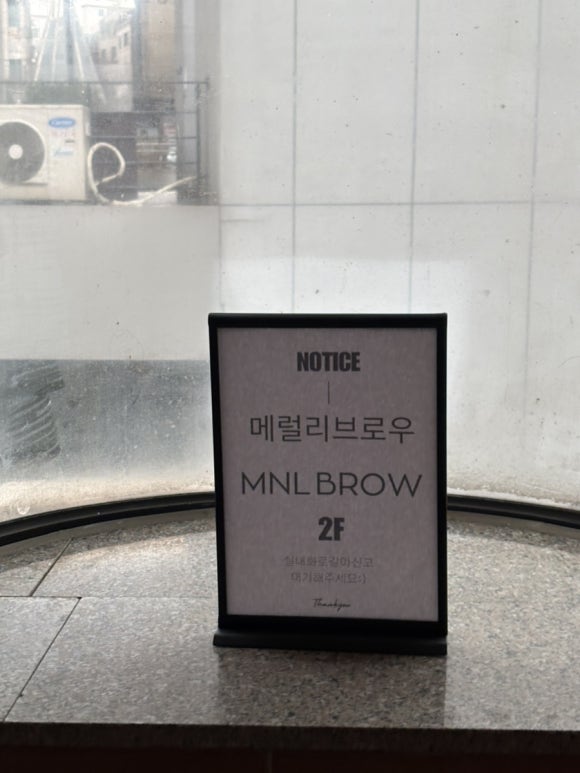 Carrier
NOTICE
메럴리브로우
MNL BROW
2F
실내화로갈아신고
대기해주세요:)
Thankyou